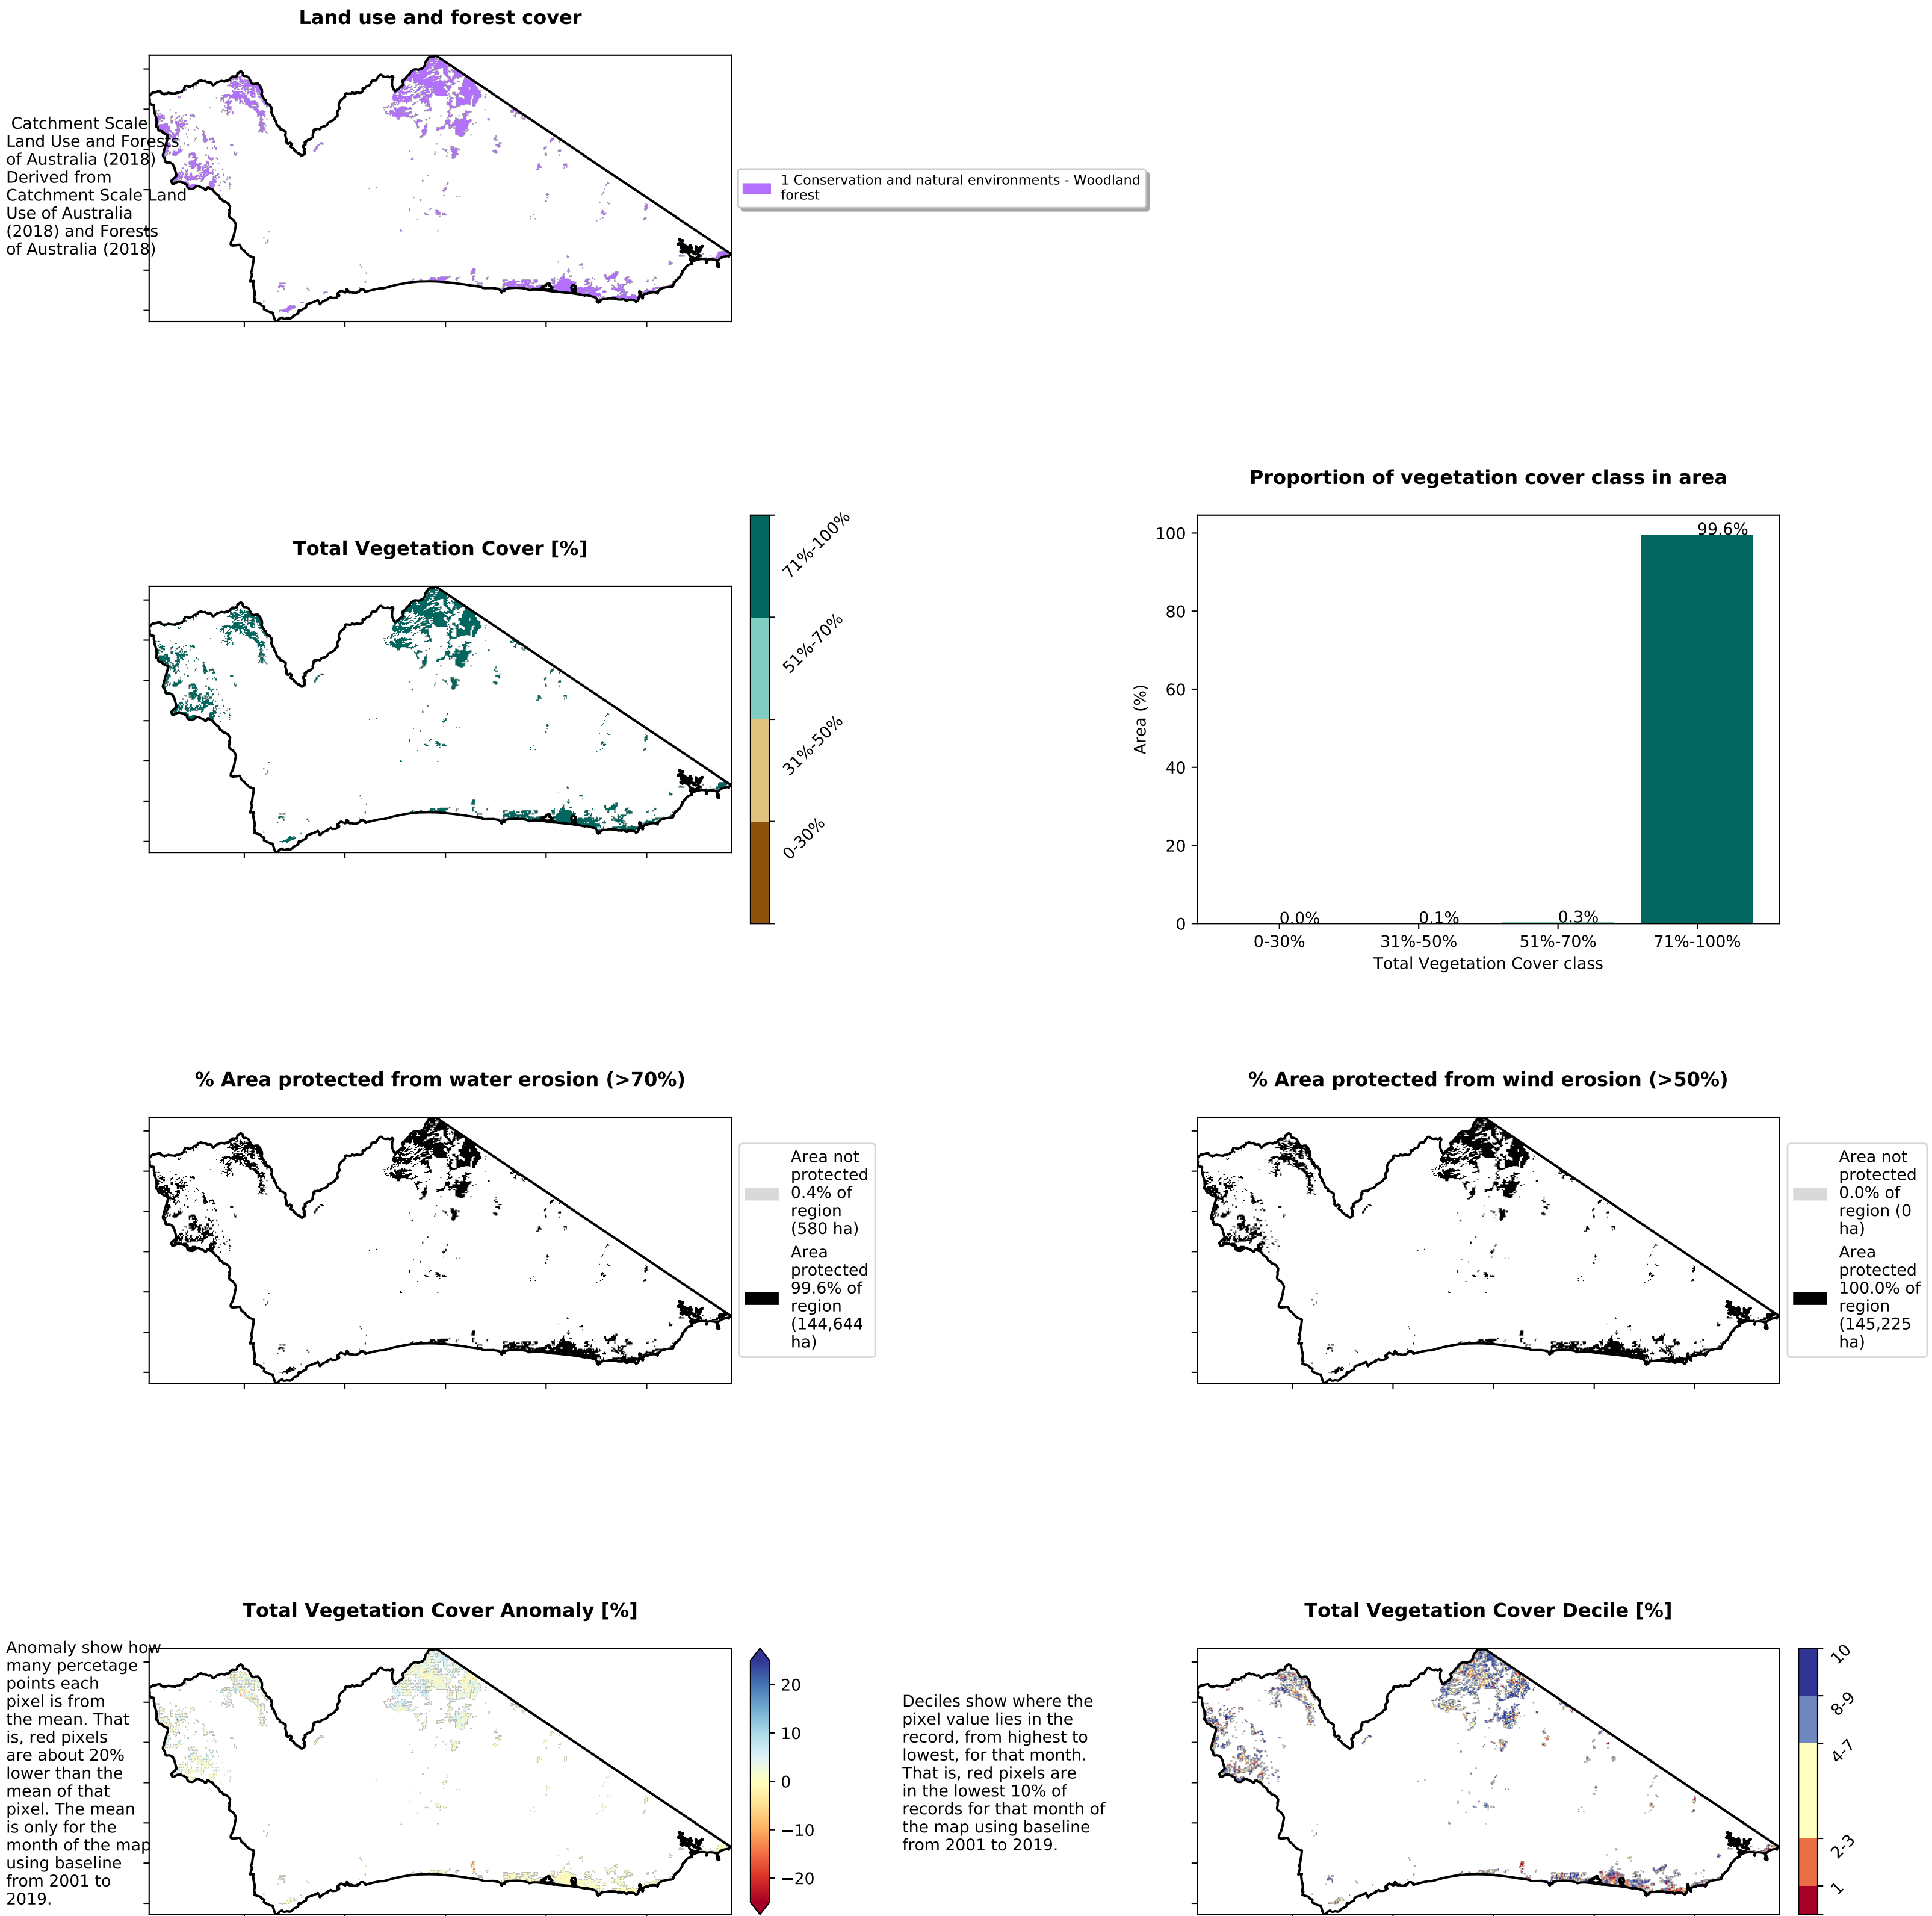 Land use and forest cover
Catchment Scale
Land Use and Forests
of Australia (2018)
Derived from
Catchment Scale Land
Use of Australia
(2018) and Forests
of Australia (2018)
1 Conservation and natural environments - Woodland
forest
Total Vegetation Cover [%]
71%-100%
51%-70%
31%-50%
0-30%
Proportion of vegetation cover class in area
Area (%)
100
80
60
40
20
0
0.0%
0.1%
0.3%
99.6%
0-30%
31%-50%
51%-70%
71%-100%
Total Vegetation Cover class
% Area protected from water erosion (>70%)
Area not
protected
0.4% of
region
(580 ha)
Area
protected
99.6% of
region
(144,644
ha)
% Area protected from wind erosion (>50%)
Area not
protected
0.0% of
region (0
ha)
Area
protected
100.0% of
region
(145,225
ha)
Total Vegetation Cover Anomaly [%]
Anomaly show how
many percetage
points each
pixel is from
the mean. That
is, red pixels
are about 20%
lower than the
mean of that
pixel. The mean
is only for the
month of the map
using baseline
from 2001 to
2019.
20
10
0
−10
−20
Total Vegetation Cover Decile [%]
Deciles show where the
pixel value lies in the
record, from highest to
lowest, for that month.
That is, red pixels are
in the lowest 10% of
records for that month of
the map using baseline
from 2001 to 2019.
10
8-9
4-7
2-3
1